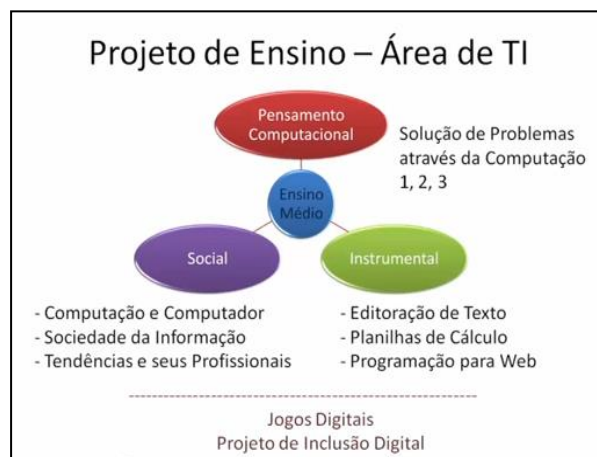 Projeto de Ensino – Área de TI
Pensamento
Computacional
Solução de Problemas
através da Computação
1, 2, 3
Ensino
Médio
Social
Instrumental
- Computação e Computador
- Sociedade da Informação
- Tendências e seus Profissionais
- Editoração de Texto
- Planilhas de Cálculo
- Programação para Web
Jogos Digitais
Projeto de Inclusão Digital